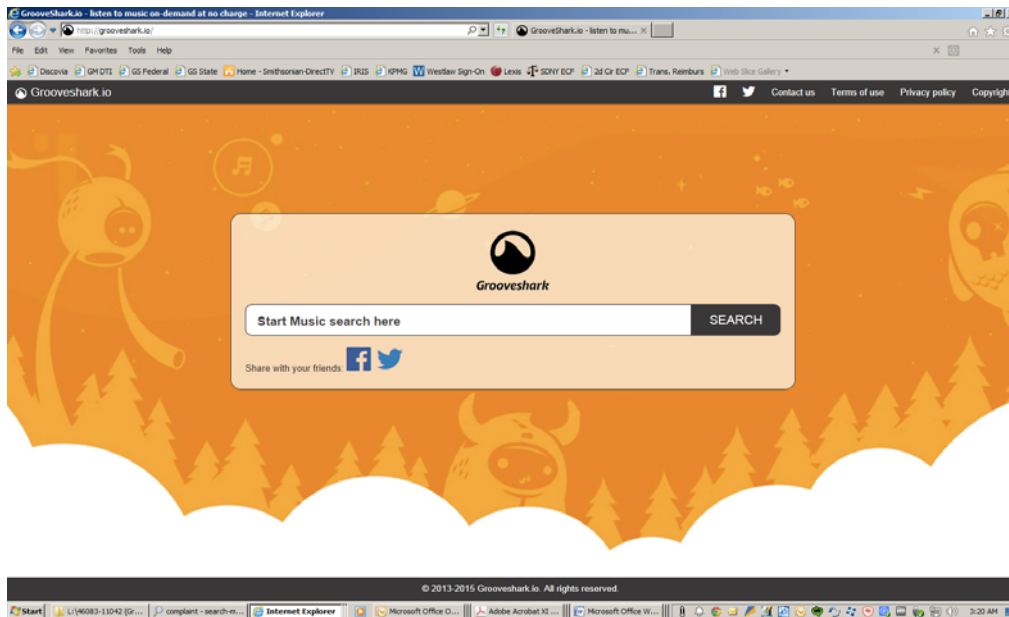 GrooveShark.io - listen to music on-demand at no charge - Internet Explorer
http://grooveshark.io/
GrooveShark.io - listen to mu...
File Edit View Favorites Tools Help
Discovia GM DTI GS Federal GS State Home - Smithsonian-DirectTV IRIS KPMG Westlaw Sign-On Lexis SDNY ECF 2d Cir ECF Trans. Reimburs Web Slice Gallery
Grooveshark.io Contact us Terms of use Privacy policy Copyrigh
Grooveshark
Start Music search here SEARCH
Share with your friends:
© 2013-2015 Grooveshark.io. All rights reserved.
Start L:\46083-11042 (Gr... complaint - search-m... Internet Explorer Microsoft Office O... Adobe Acrobat XI ... Microsoft Office W... 3:20 AM